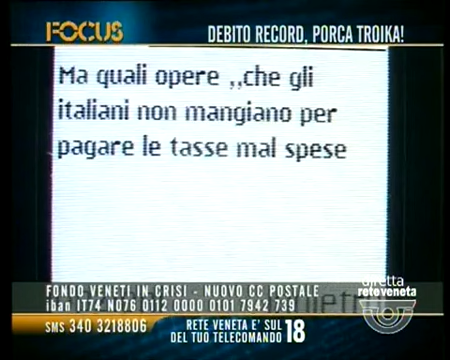 FOCUS
DEBITO RECORD, PORCA TROIKA!
Ma quali opere ,,che gli
italiani non mangiano per
pagare le tasse mal spese
FONDO VENETI IN CRISI - NUOVO CC POSTALE
iban IT74 N076 0112 0000 0101 7942 739
diretta
reteveneta
SMS 340 3218806
RETE VENETA E' SUL
DEL TUO TELECOMANDO 18